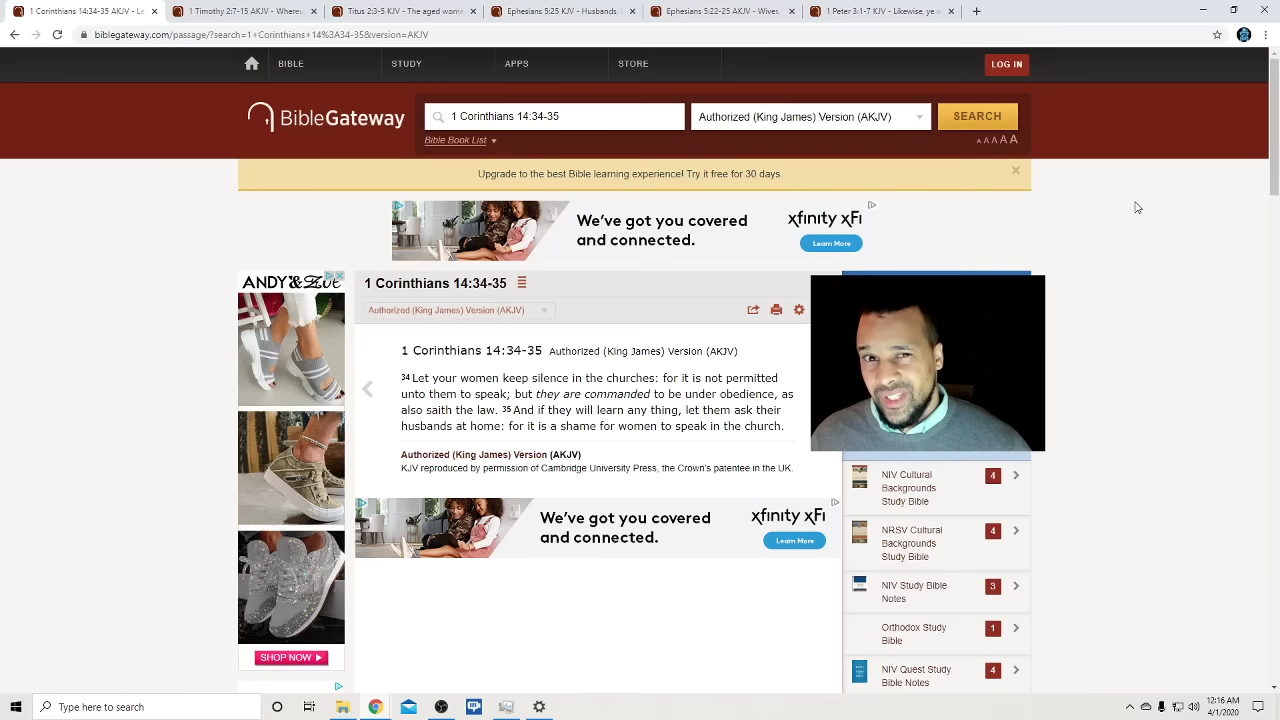 1 Corinthians 14:34-35 KJV - Le
1 Timothy 2:7-15 KJV - Whereu
Titus 2:3-5 KJV - The aged wome
Ephesians 5:25 KJV - Husbands, l
Ephesians 5:22-25 AKJV - Wives,
1 Peter 3:1-7 KJV - Likewise, ye w
biblegateway.com/passage/?search=1+Corinthians+14%3A34-35&version=AKJV
BIBLE
STUDY
APPS
STORE
LOG IN
BibleGateway
1 Corinthians 14:34-35
Authorized (King James) Version (AKJV)
SEARCH
Bible Book List
A A A A A
Upgrade to the best Bible learning experience! Try it free for 30 days.
We've got you covered
and connected.
xfinity xFi
Learn More
ANDY & Zoe
SHOP NOW
1 Corinthians 14:34-35
Authorized (King James) Version (AKJV)
1 Corinthians 14:34-35 Authorized (King James) Version (AKJV)
34 Let your women keep silence in the churches: for it is not permitted
unto them to speak; but they are commanded to be under obedience, as
also saith the law. 35 And if they will learn any thing, let them ask their
husbands at home: for it is a shame for women to speak in the church.
Authorized (King James) Version (AKJV)
KJV reproduced by permission of Cambridge University Press, the Crown's patentee in the UK.
We've got you covered
and connected.
xfinity xFi
Learn More
NIV Cultural
Backgrounds
Study Bible
4
NRSV Cultural
Backgrounds
Study Bible
4
NIV Study Bible
Notes
3
Orthodox Study
Bible
1
NIV Quest Study
Bible Notes
4
Type here to search
12:16 AM
4/1/2020